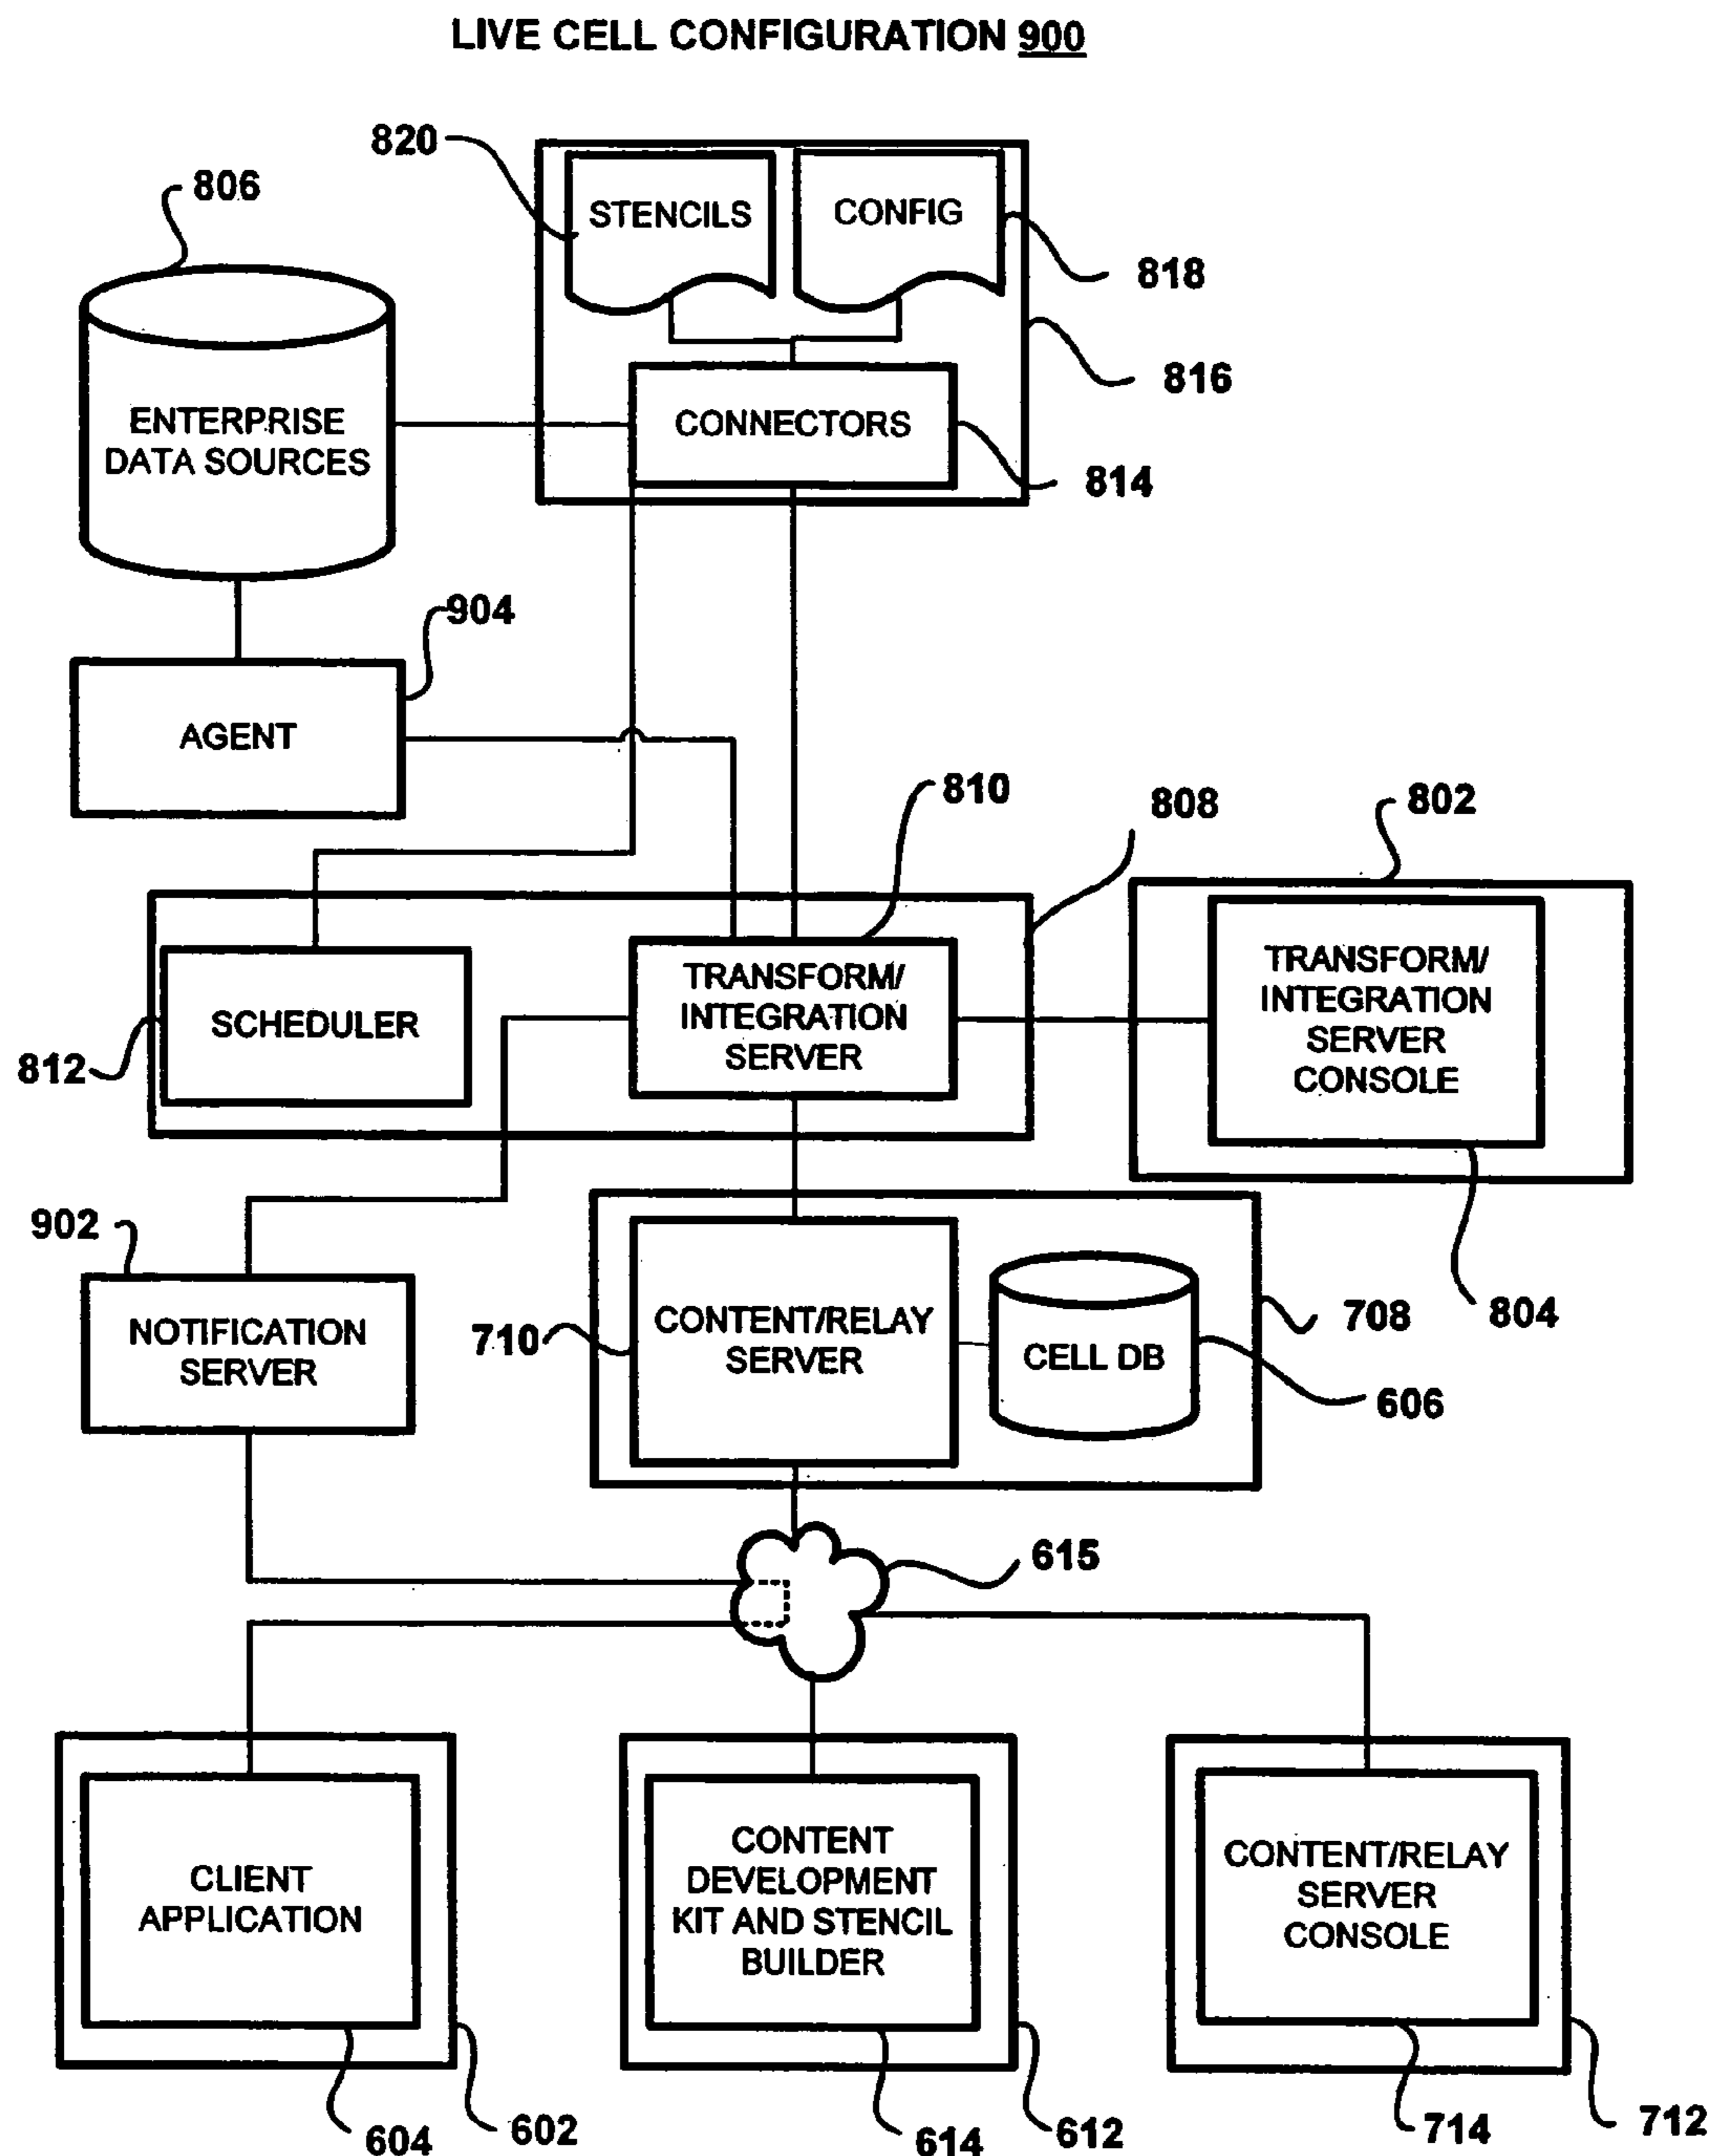 LIVE CELL CONFIGURATION 900
820
806
STENCILS
CONFIG
818
816
ENTERPRISE
DATA SOURCES
CONNECTORS
814
904
AGENT
810
808
802
SCHEDULER
812
TRANSFORM/
INTEGRATION
SERVER
TRANSFORM/
INTEGRATION
SERVER
CONSOLE
804
902
NOTIFICATION
SERVER
710
CONTENT/RELAY
SERVER
CELL DB
708
606
615
CLIENT
APPLICATION
CONTENT
DEVELOPMENT
KIT AND STENCIL
BUILDER
CONTENT/RELAY
SERVER
CONSOLE
604
602
614
612
714
712